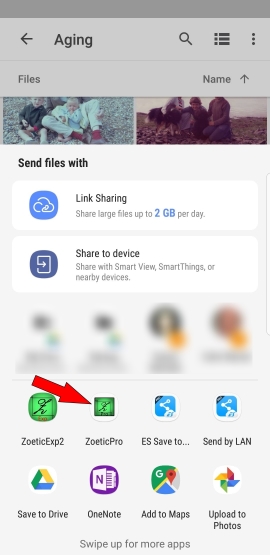 Aging
Files
Name
Send files with
Link Sharing
Share large files up to 2 GB per day.
Share to device
Share with Smart View, SmartThings, or
nearby devices.
ZoeticExp2 ZoeticPro ES Save to... Send by LAN
Save to Drive OneNote Add to Maps Upload to
Photos
Swipe up for more apps